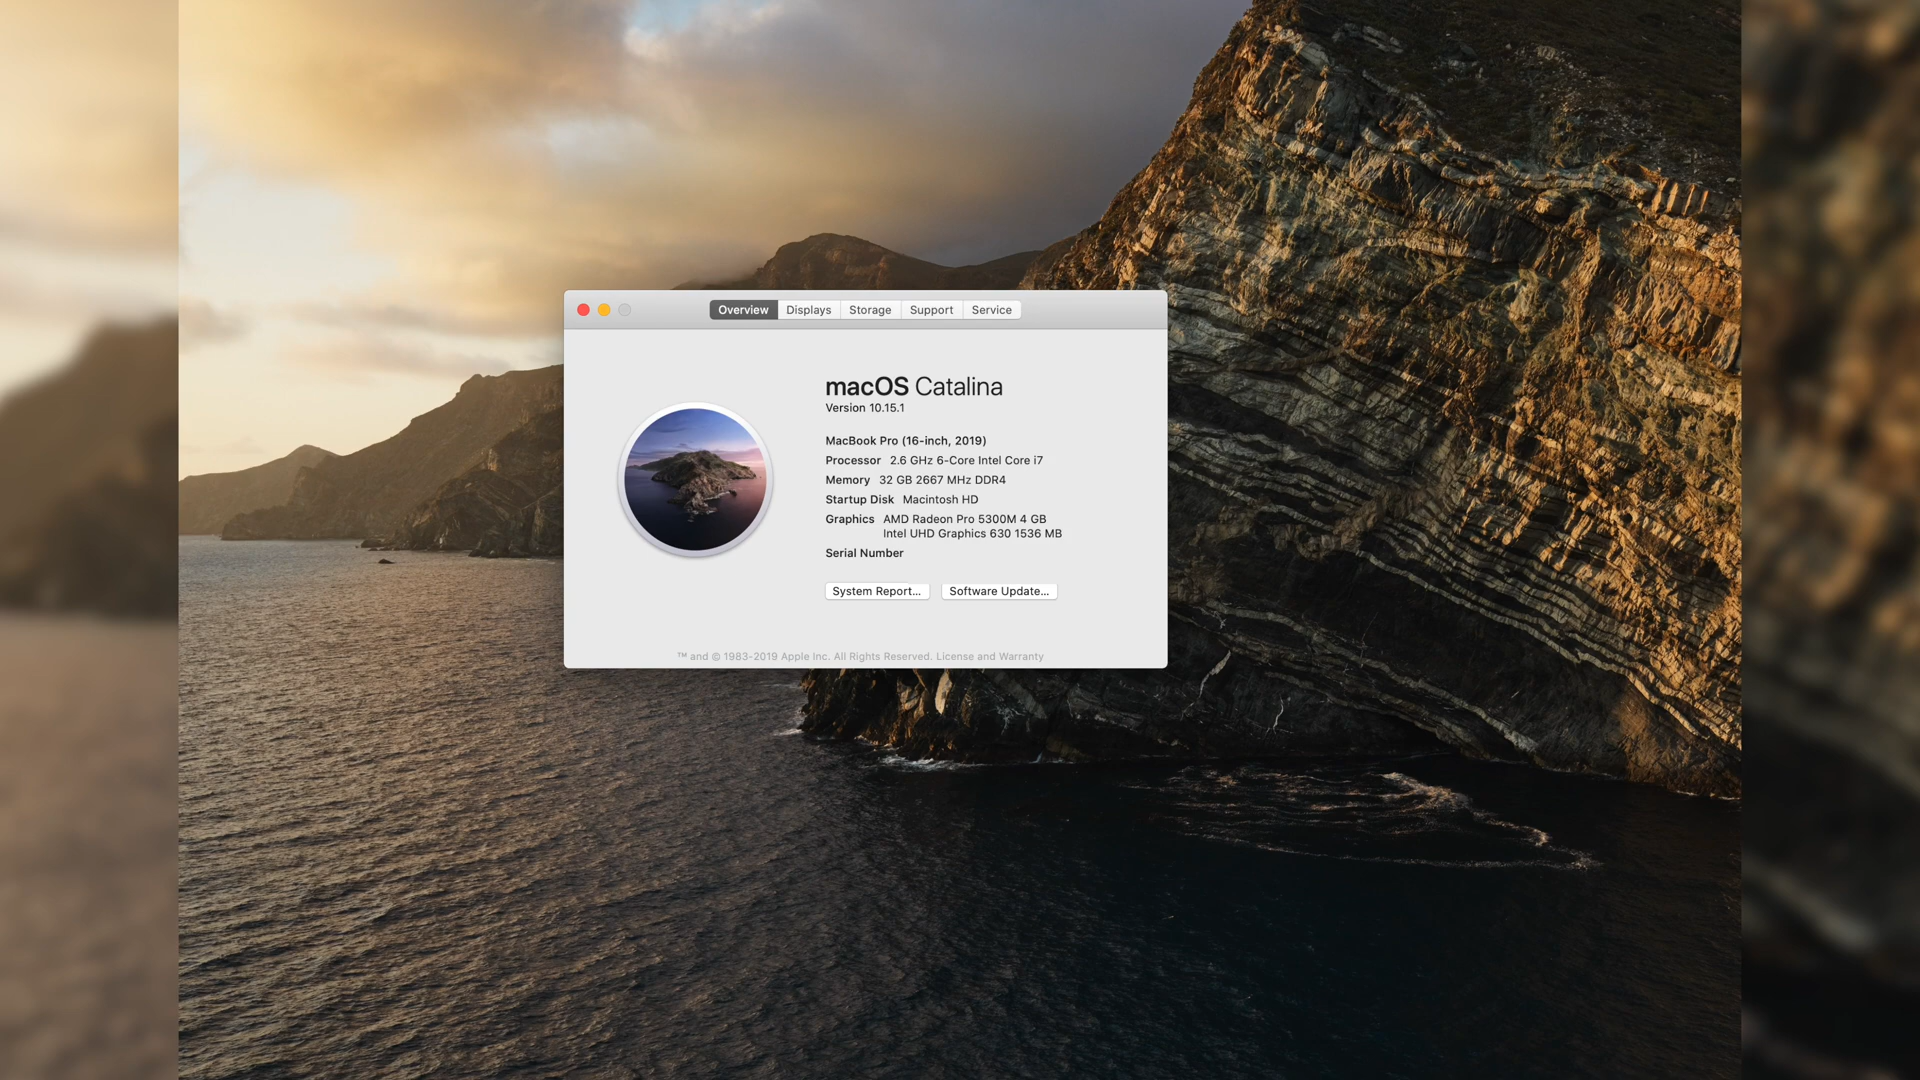 Overview Displays Storage Support Service
macOS Catalina
Version 10.15.1
MacBook Pro (16-inch, 2019)
Processor 2.6 GHz 6-Core Intel Core i7
Memory 32 GB 2667 MHz DDR4
Startup Disk Macintosh HD
Graphics AMD Radeon Pro 5300M 4 GB
Intel UHD Graphics 630 1536 MB
Serial Number
System Report... Software Update...
™ and © 1983-2019 Apple Inc. All Rights Reserved. License and Warranty